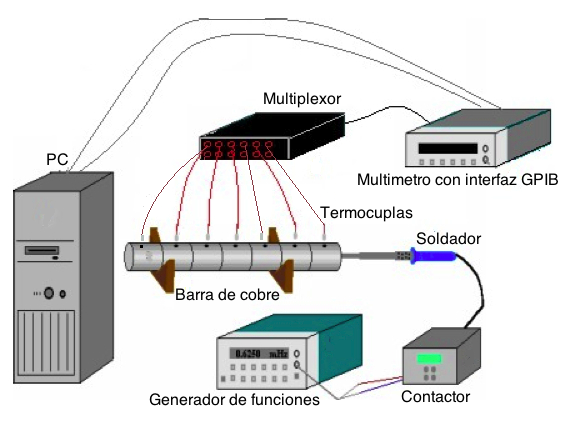 Multiplexor
PC
Multimetro con interfaz GPIB
Termocuplas
Soldador
Barra de cobre
0.6250 mHz
Generador de funciones
Contactor